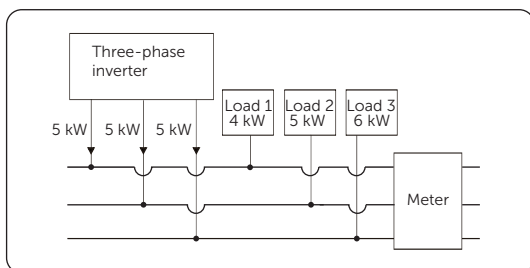 Three-phase
inverter
Load 1
4 kW
Load 2
5 kW
Load 3
6 kW
5 kW
5 kW
5 kW
Meter